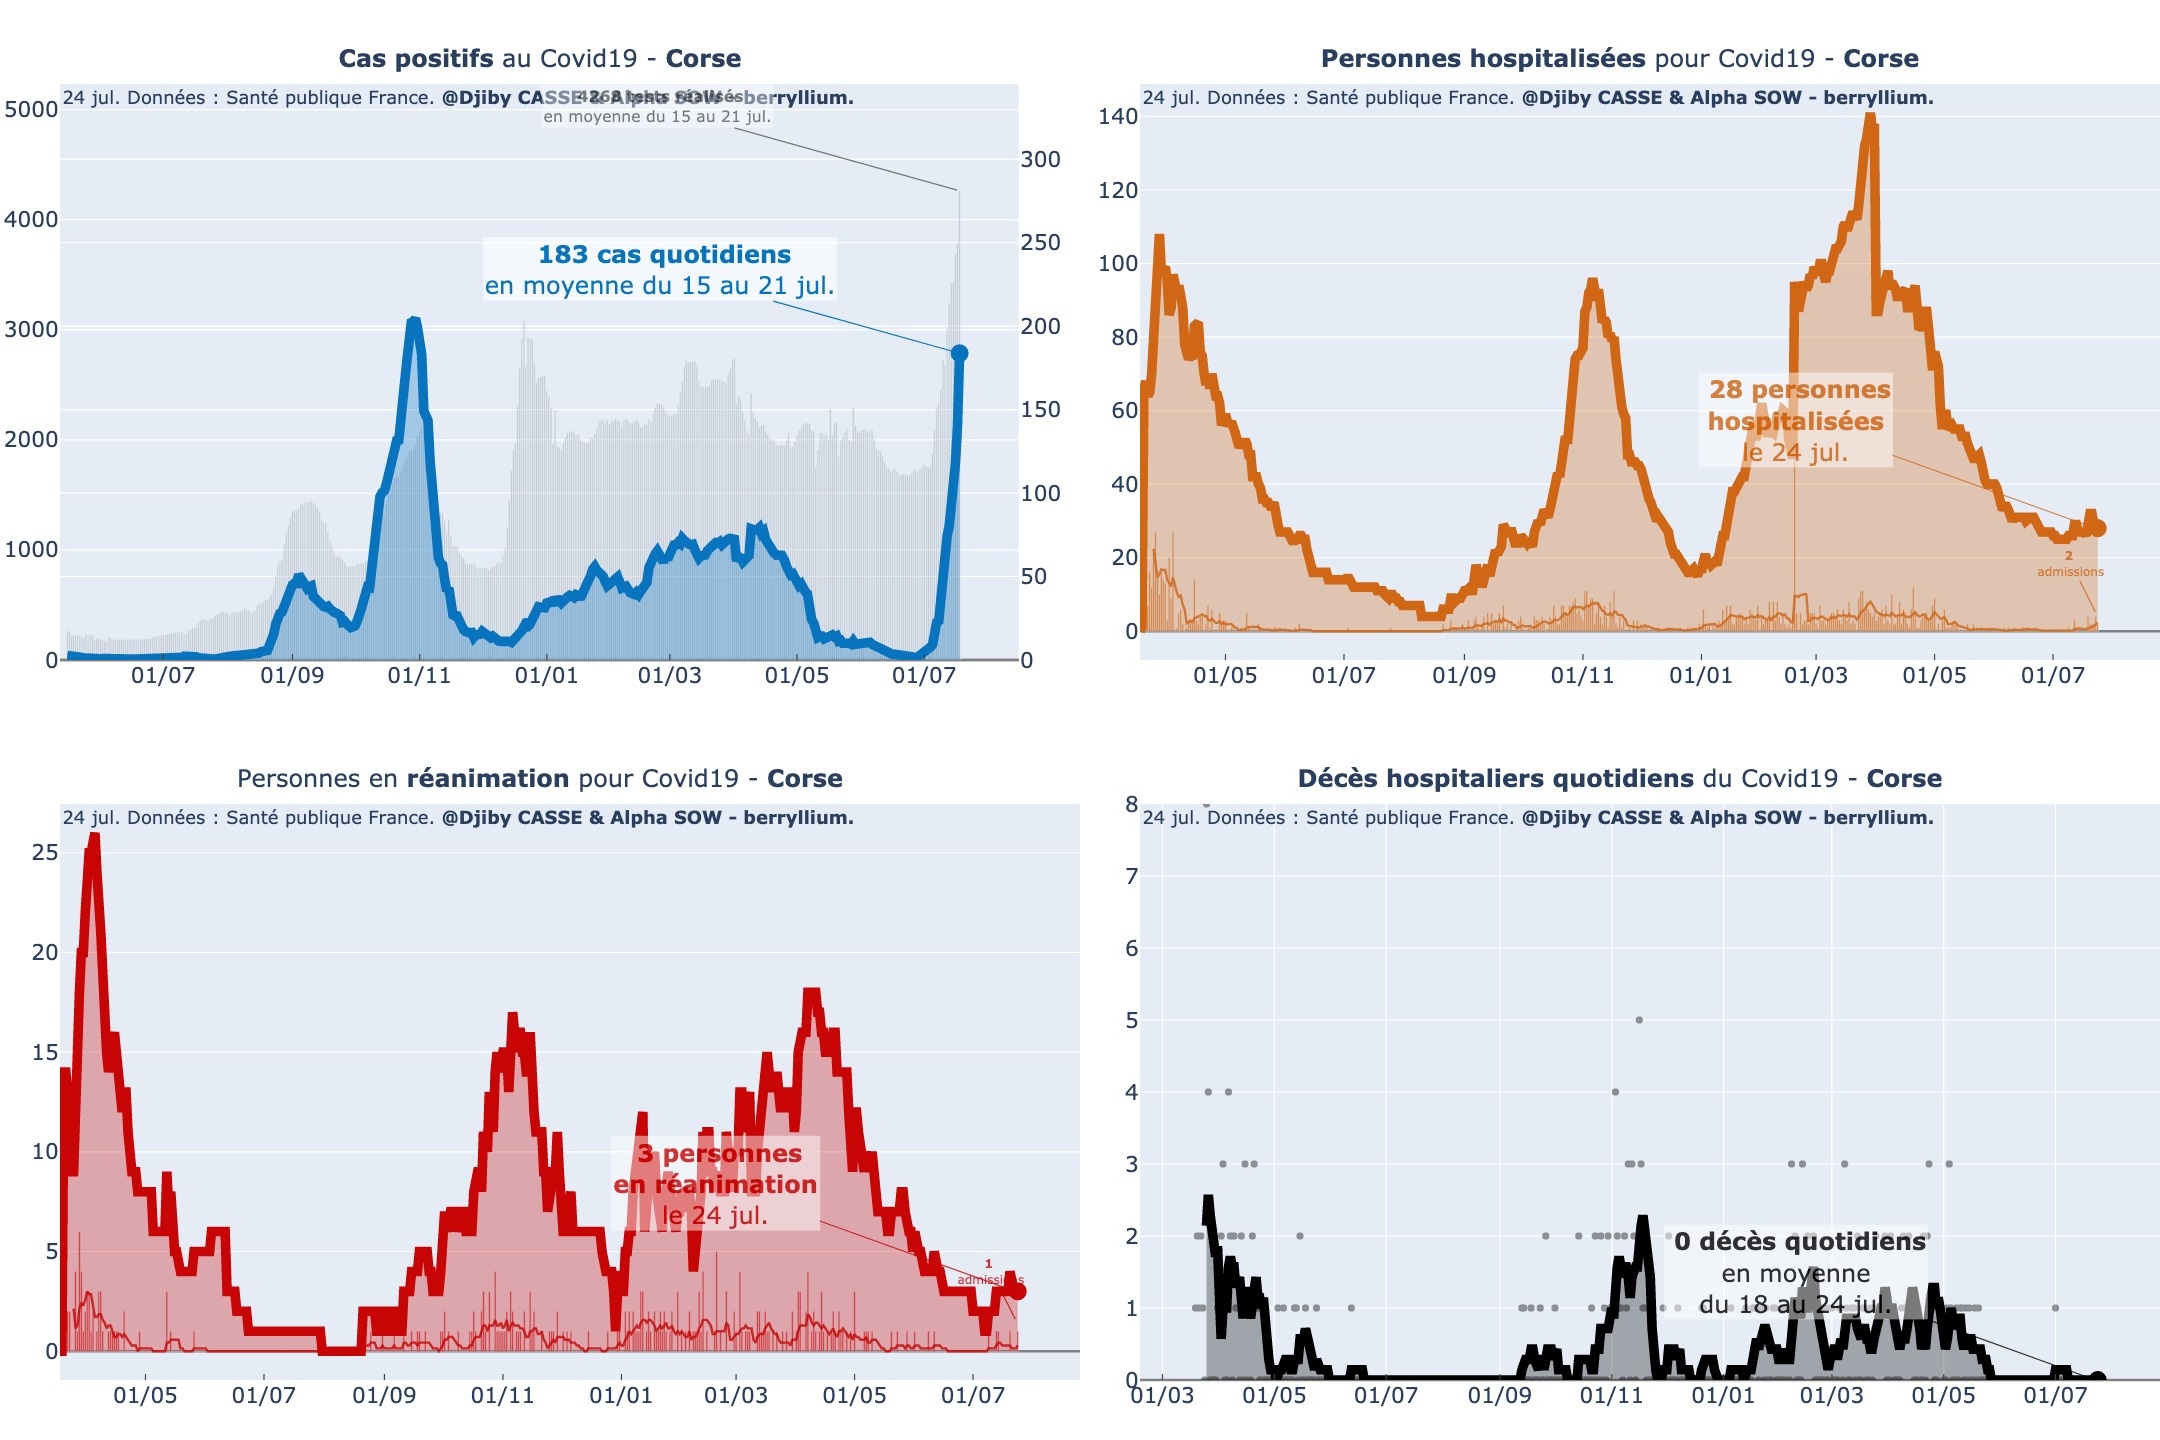 Cas positifs au Covid19 - Corse
24 jul. Données : Santé publique France. @Djiby CASSE & Alpha SOW - berryllium.
4268 tests réalisés
en moyenne du 15 au 21 jul.
183 cas quotidiens
en moyenne du 15 au 21 jul.
5000
4000
3000
2000
1000
0
300
250
200
150
100
50
0
01/07 01/09 01/11 01/01 01/03 01/05 01/07
Personnes hospitalisées pour Covid19 - Corse
24 jul. Données : Santé publique France. @Djiby CASSE & Alpha SOW - berryllium.
140
120
100
80
60
40
20
0
28 personnes
hospitalisées
le 24 jul.
2
admissions
01/05 01/07 01/09 01/11 01/01 01/03 01/05 01/07
Personnes en réanimation pour Covid19 - Corse
24 jul. Données : Santé publique France. @Djiby CASSE & Alpha SOW - berryllium.
25
20
15
10
5
0
3 personnes
en réanimation
le 24 jul.
1
admissions
01/05 01/07 01/09 01/11 01/01 01/03 01/05 01/07
Décès hospitaliers quotidiens du Covid19 - Corse
24 jul. Données : Santé publique France. @Djiby CASSE & Alpha SOW - berryllium.
8
7
6
5
4
3
2
1
0
0 décès quotidiens
en moyenne
du 18 au 24 jul.
01/03 01/05 01/07 01/09 01/11 01/01 01/03 01/05 01/07